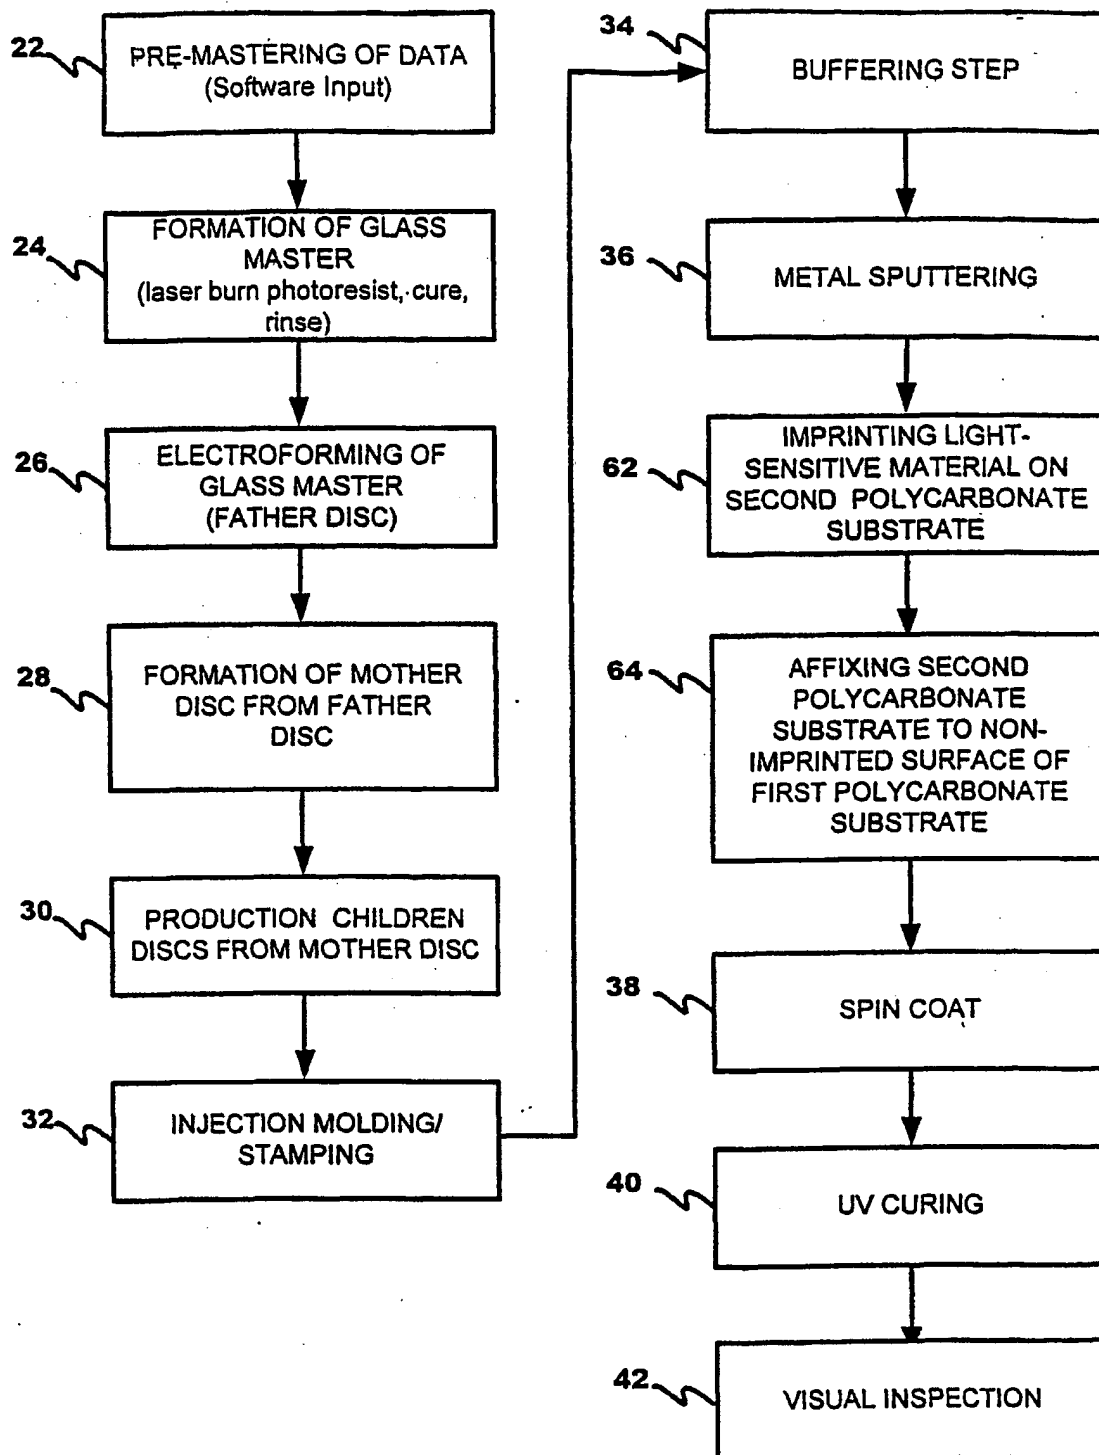 22
PRE-MASTERING OF DATA
(Software Input)
24
FORMATION OF GLASS
MASTER
(laser burn photoresist, cure,
rinse)
26
ELECTROFORMING OF
GLASS MASTER
(FATHER DISC)
28
FORMATION OF MOTHER
DISC FROM FATHER
DISC
30
PRODUCTION CHILDREN
DISCS FROM MOTHER DISC
32
INJECTION MOLDING/
STAMPING
34
BUFFERING STEP
36
METAL SPUTTERING
62
IMPRINTING LIGHT-
SENSITIVE MATERIAL ON
SECOND POLYCARBONATE
SUBSTRATE
64
AFFIXING SECOND
POLYCARBONATE
SUBSTRATE TO NON-
IMPRINTED SURFACE OF
FIRST POLYCARBONATE
SUBSTRATE
38
SPIN COAT
40
UV CURING
42
VISUAL INSPECTION